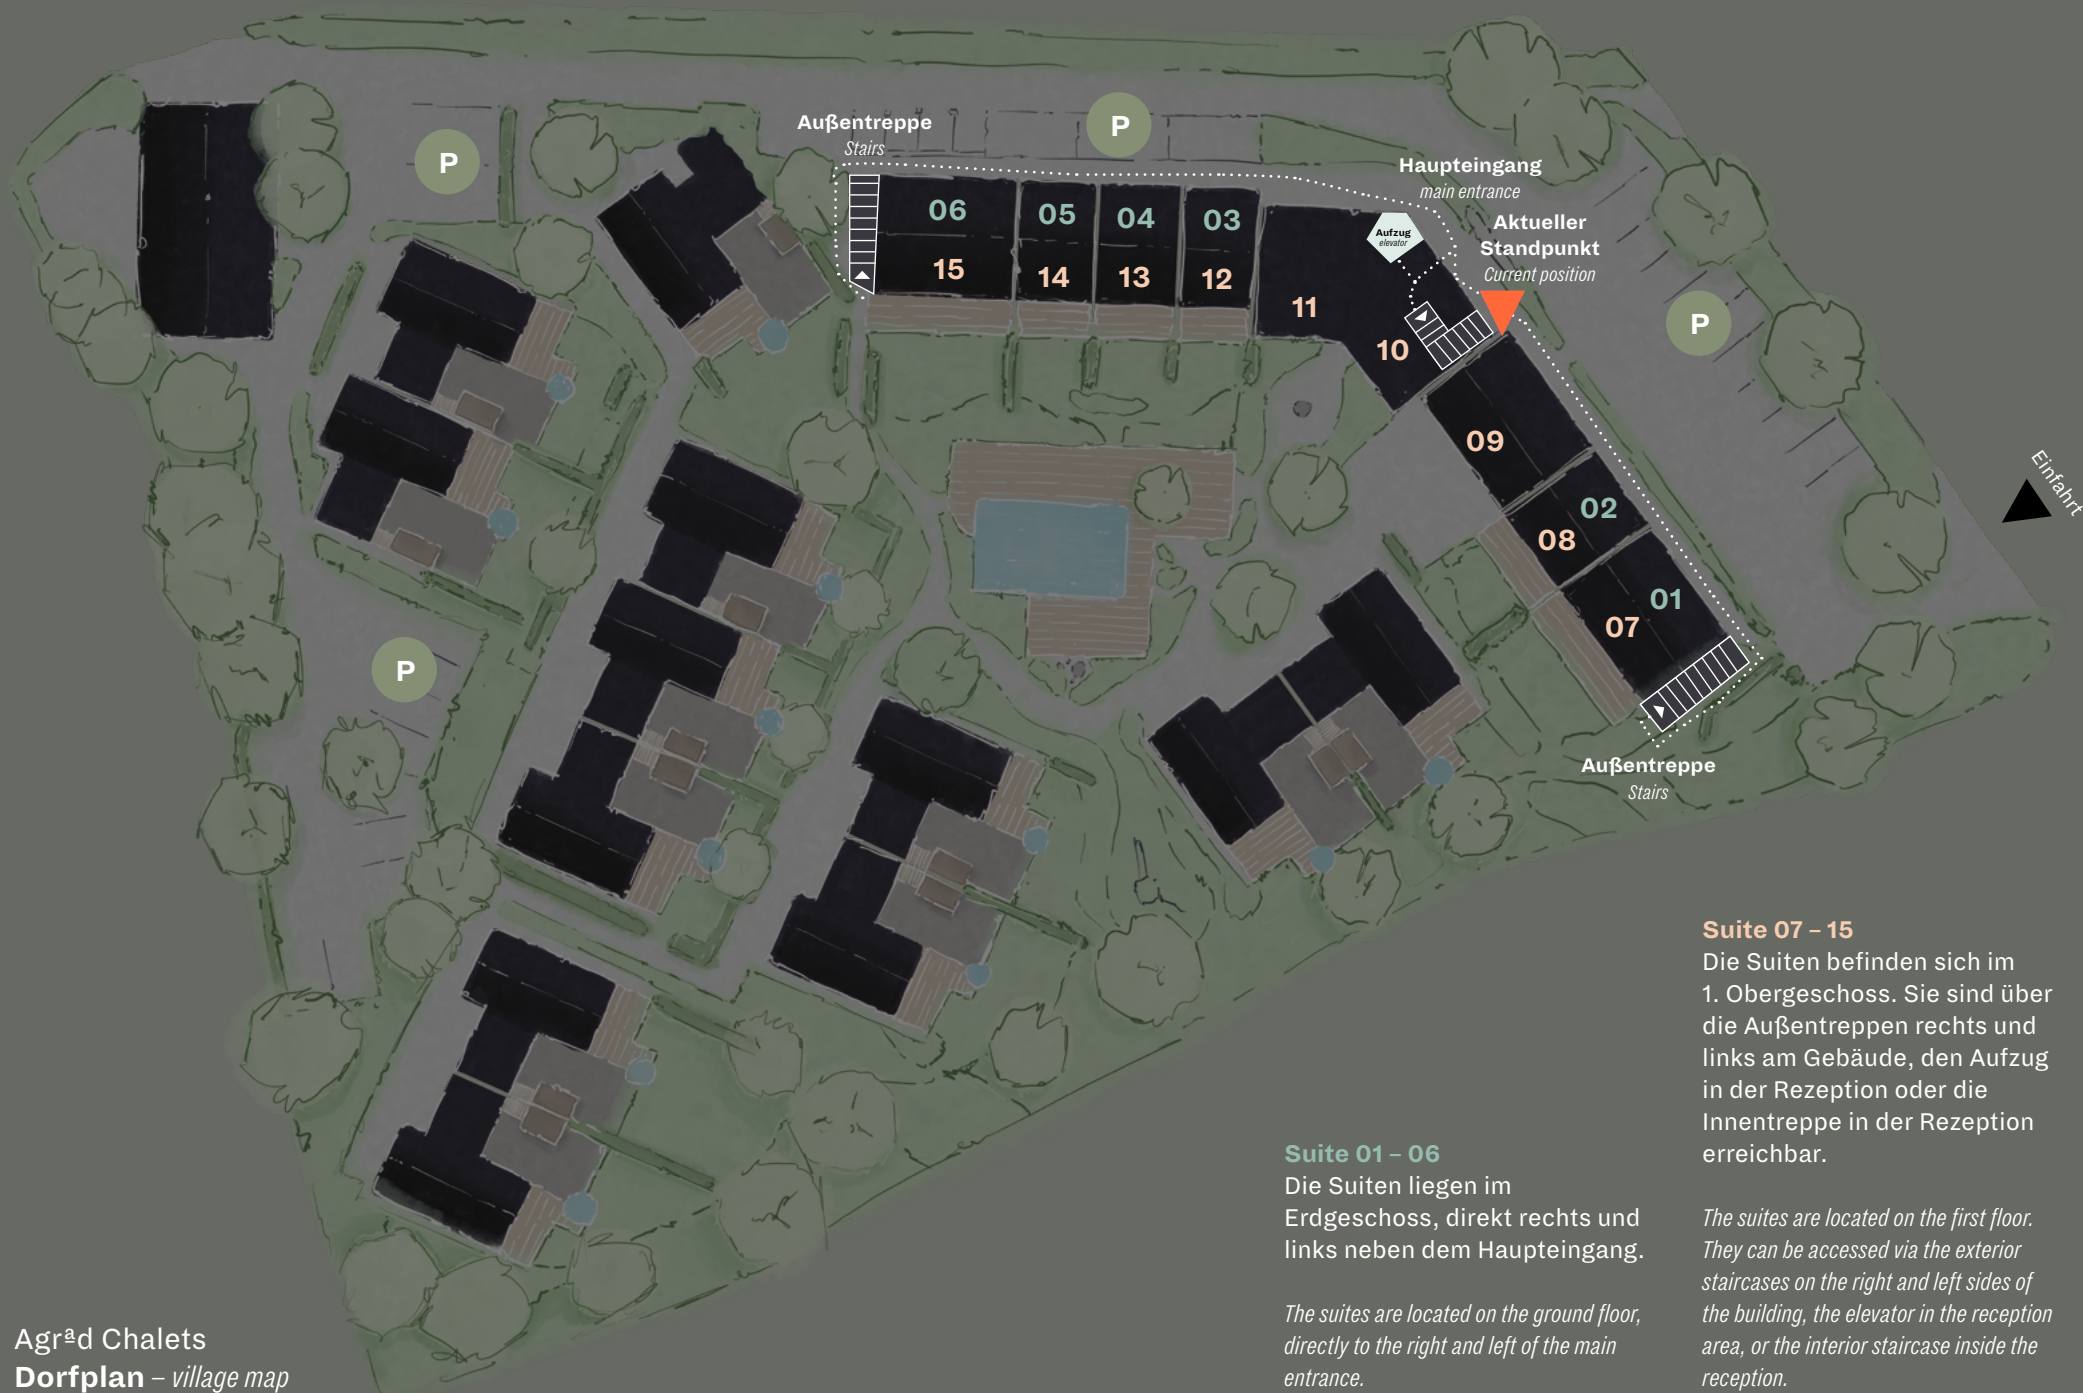 Außentreppe
Stairs
P
P
Haupteingang
main entrance
Aktueller
Standpunkt
Current position
Aufzug
elevator
06
05
04
03
15
14
13
12
11
10
P
09
02
08
01
07
Einfahrt
P
Außentreppe
Stairs
Suite 07 – 15
Die Suiten befinden sich im
1. Obergeschoss. Sie sind über
die Außentreppen rechts und
links am Gebäude, den Aufzug
in der Rezeption oder die
Innentreppe in der Rezeption
erreichbar.
The suites are located on the first floor.
They can be accessed via the exterior
staircases on the right and left sides of
the building, the elevator in the reception
area, or the interior staircase inside the
reception.
Suite 01 – 06
Die Suiten liegen im
Erdgeschoss, direkt rechts und
links neben dem Haupteingang.
The suites are located on the ground floor,
directly to the right and left of the main
entrance.
Agrªd Chalets
Dorfplan – village map